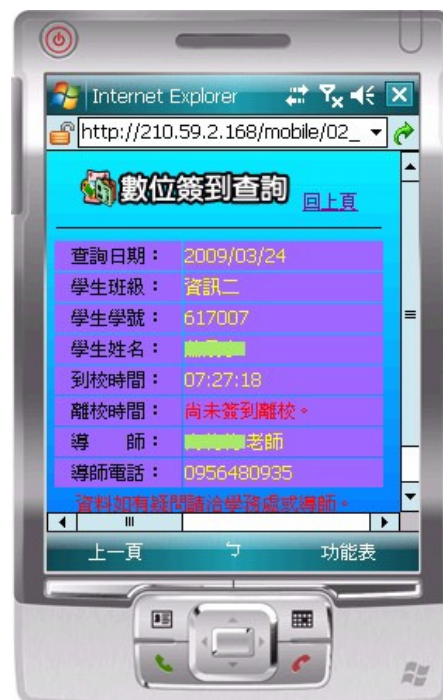 Internet Explorer
http://210.59.2.168/mobile/02_
數位簽到查詢 回上頁
查詢日期： 2009/03/24
學生班級： 資訊二
學生學號： 617007
學生姓名：
到校時間： 07:27:18
離校時間： 尚未簽到離校。
導 師： 老師
導師電話： 0956480935
資料如有疑問請洽學務處或導師。
上一頁 ㄅ 功能表